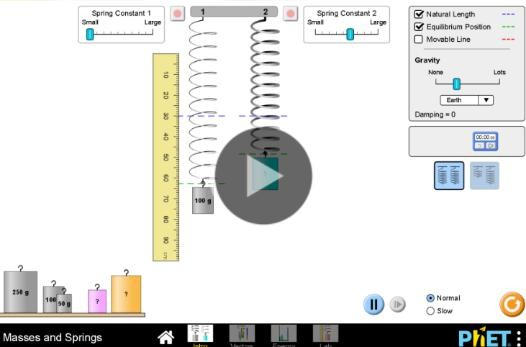 Spring Constant 1
Small Large
1 2
Spring Constant 2
Small Large
Natural Length
Equilibrium Position
Movable Line
Gravity
None Lots
Earth
Damping = 0
00:00.00
10
20
30
40
50
60
70
80
90
cm
100 g
250 g
100
50 g
?
?
Normal
Slow
Masses and Springs
Intro
Vectors
Energy
Lab
PhET